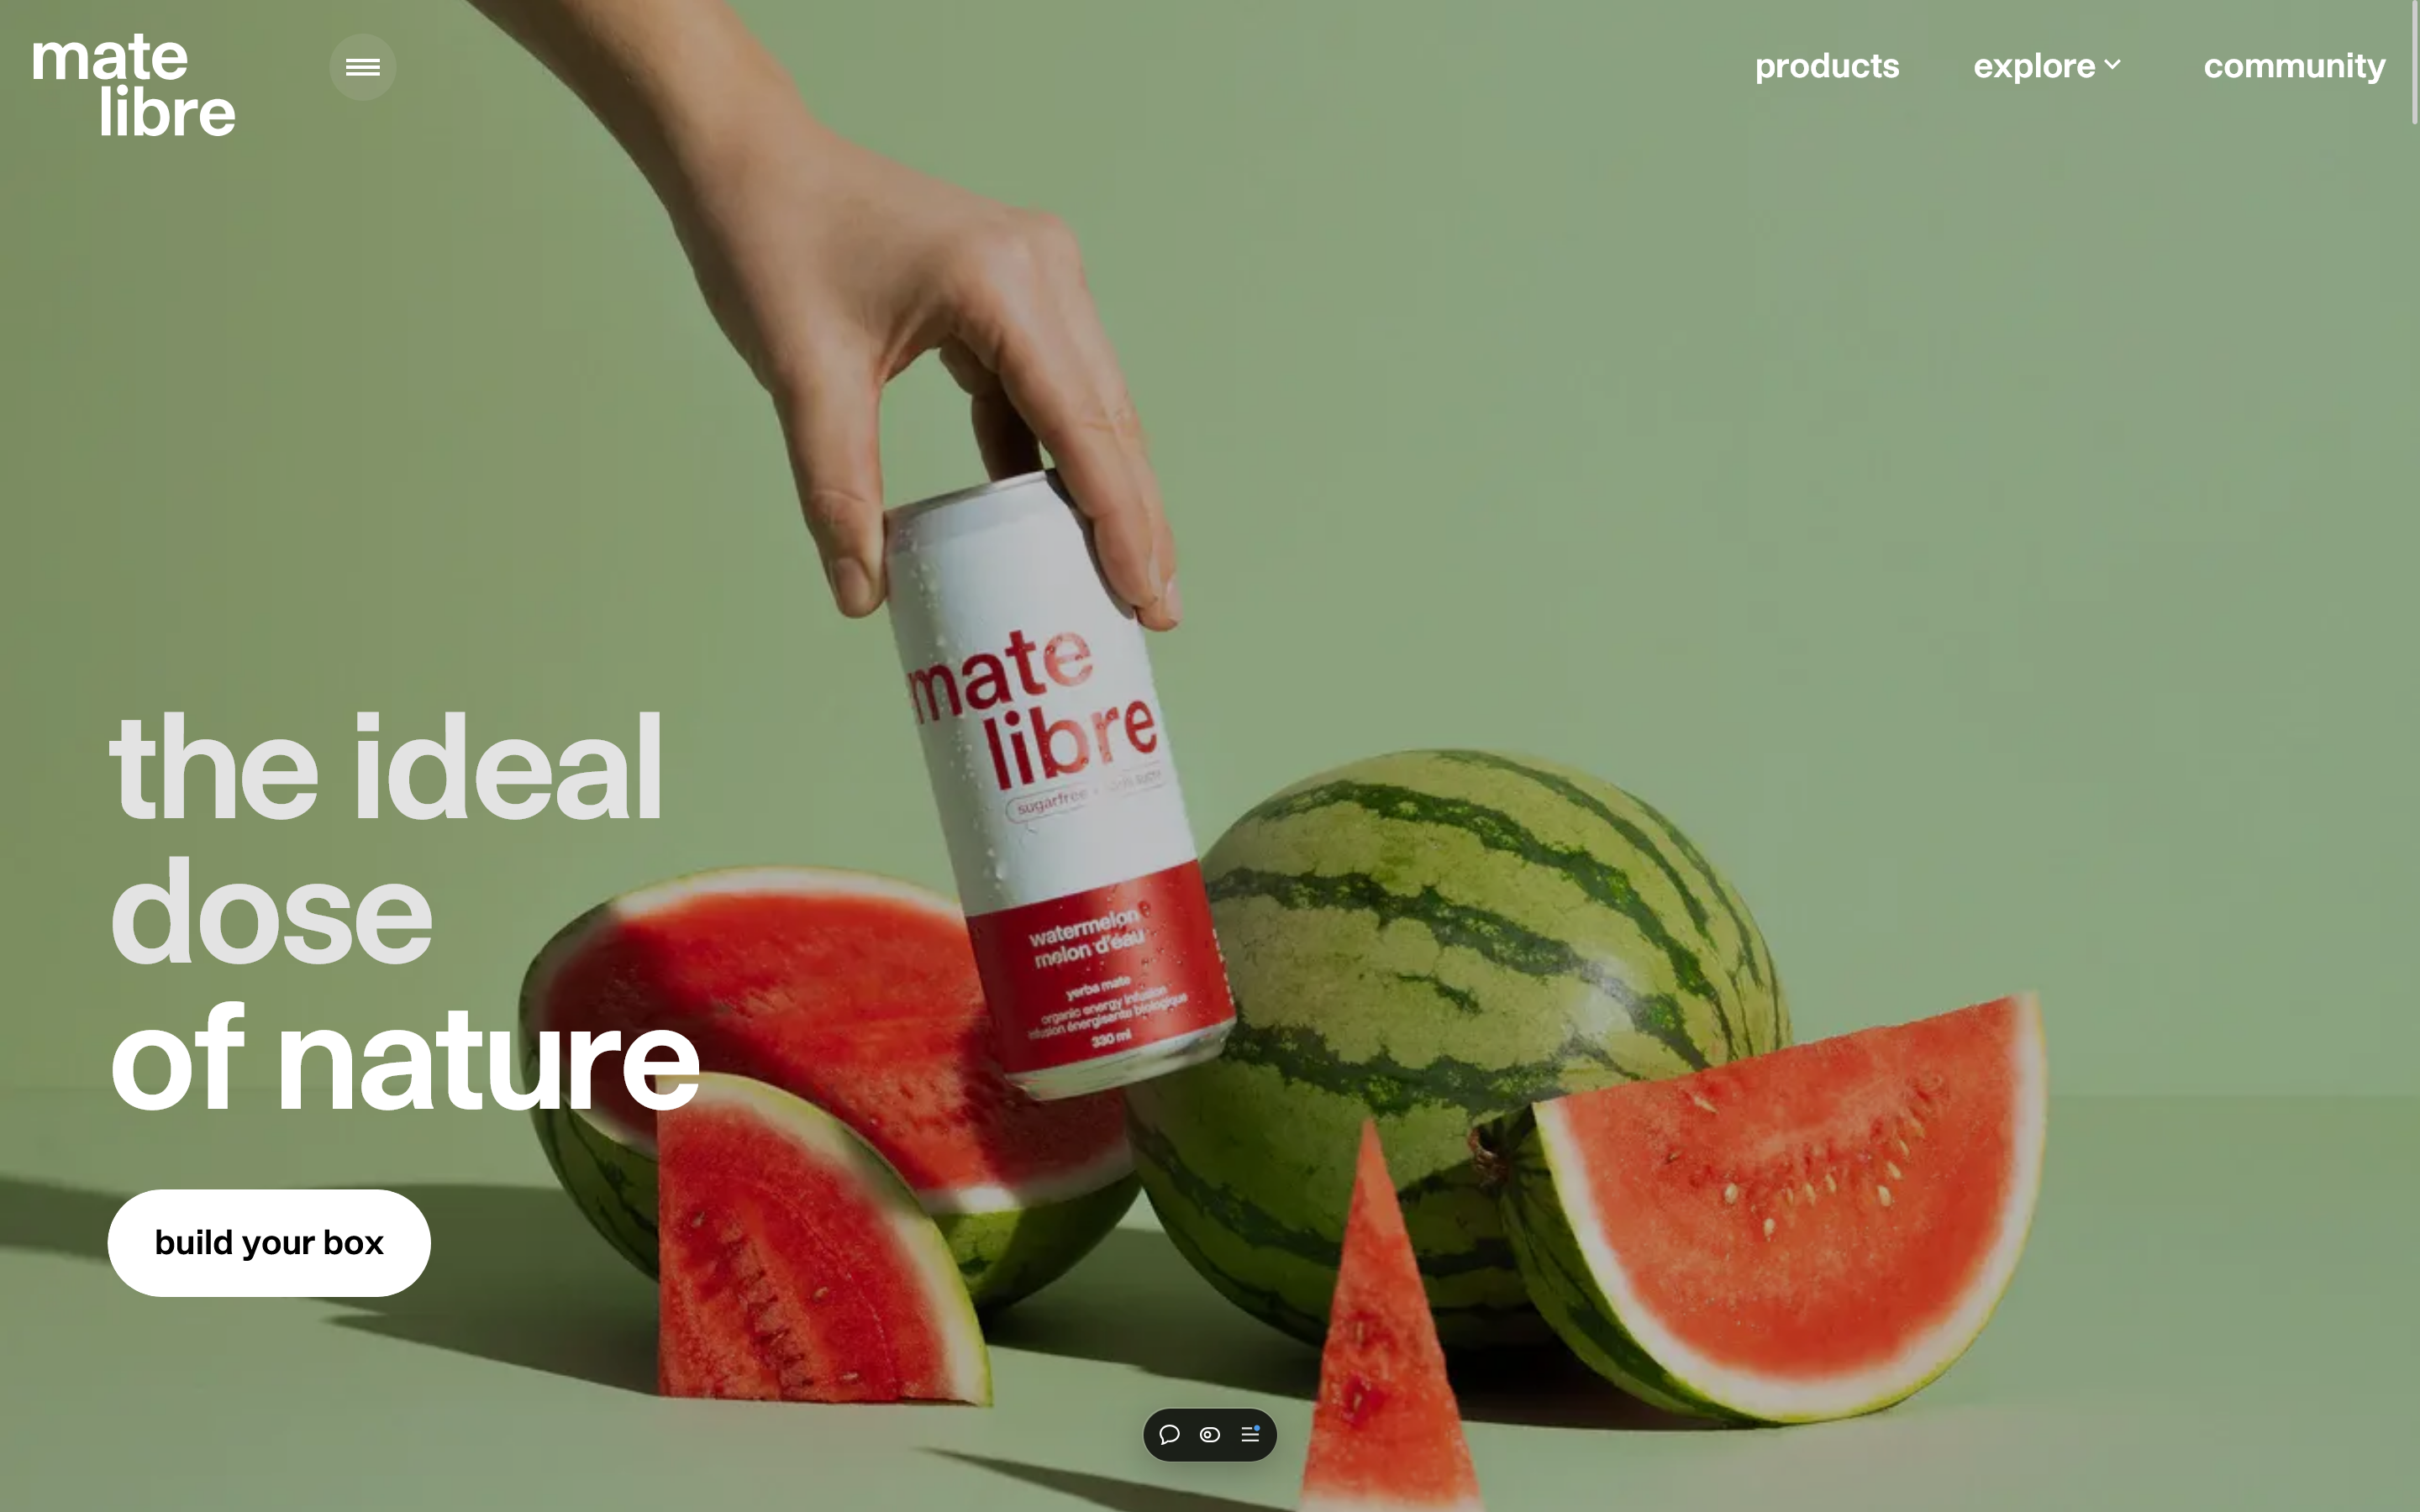 mate
libre
products
explore
community
mate
libre
sugarfree
watermelon
melon d'eau
yerba mate
organic energy infusion
infusion énergisante biologique
330 ml
the ideal
dose
of nature
build your box